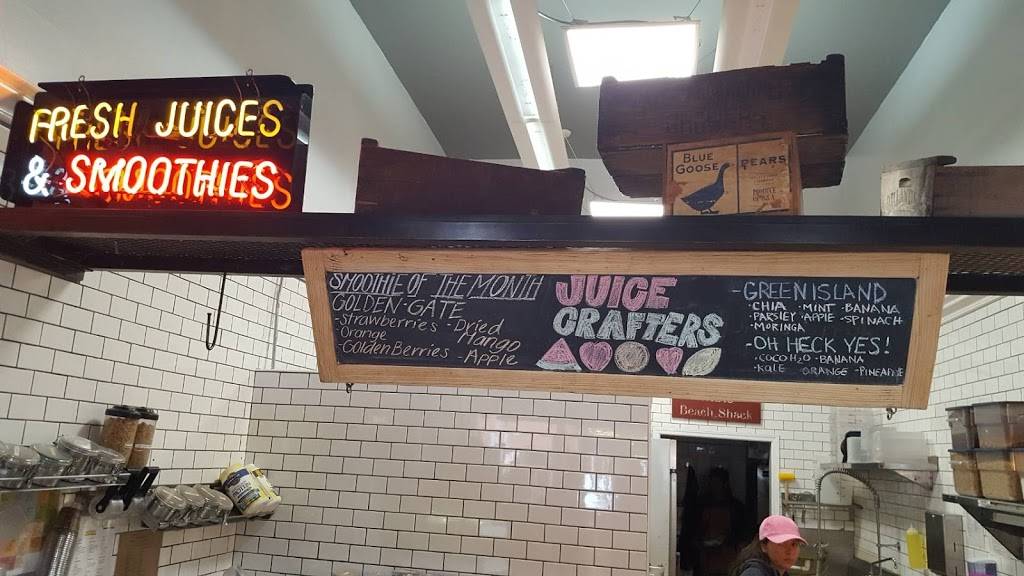 FRESH JUICES
& SMOOTHIES
BLUE GOOSE PEARS
SMOOTHIE OF THE MONTH
GOLDEN·GATE
-Strawberries -Dried Mango
-Orange
-Golden Berries -Apple
JUICE
CRAFTERS
-GREEN ISLAND
CHIA ·MINT ·BANANA
·PARSLEY ·APPLE ·SPINACH
·MORINGA
-OH HECK YES!
·COCO H2O ·BANANA
·KALE ·ORANGE ·PINEAPPLE
Beach Shack